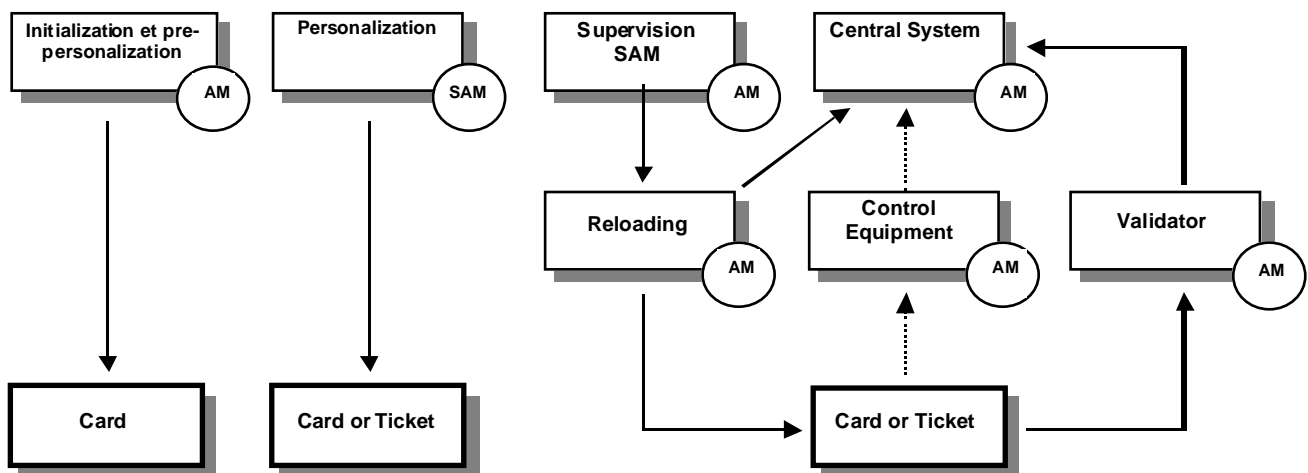 Initialization et pre-
personalization
AM
Personalization
SAM
Supervision
SAM
AM
Central System
AM
Reloading
AM
Control
Equipment
AM
Validator
AM
Card
Card or Ticket
Card or Ticket